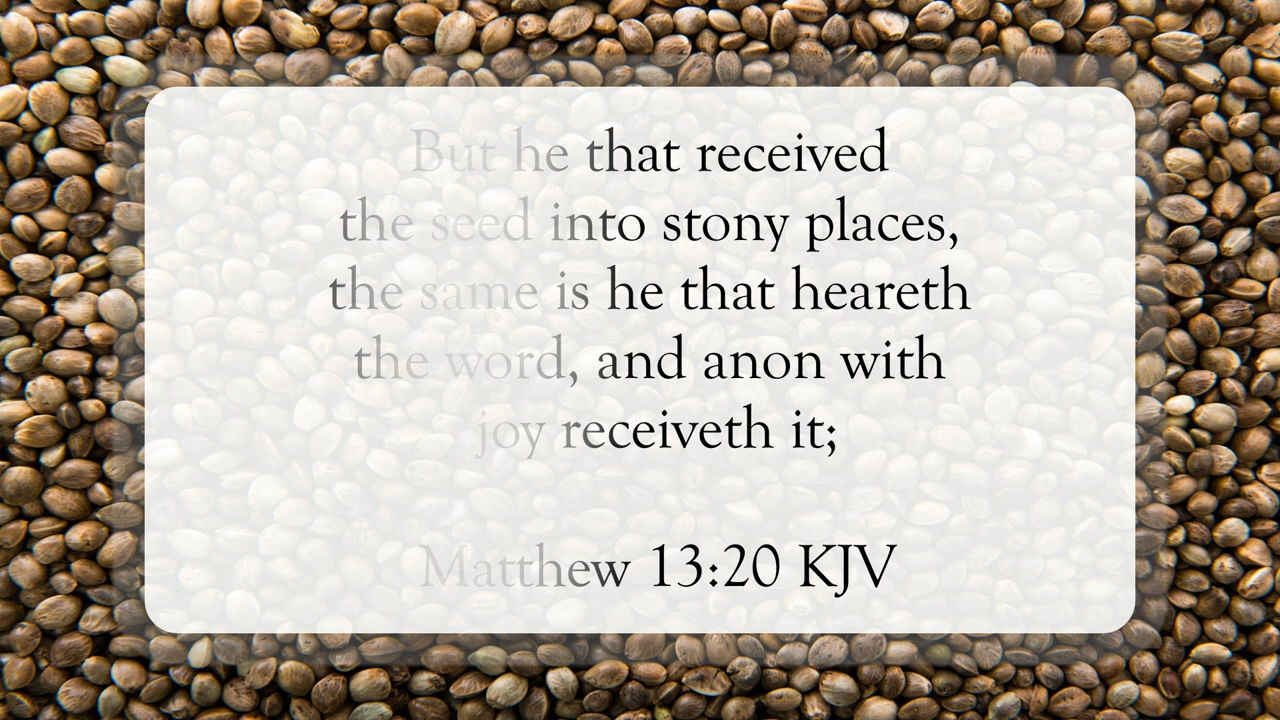 But he that received
the seed into stony places,
the same is he that heareth
the word, and anon with
joy receiveth it;
Matthew 13:20 KJV